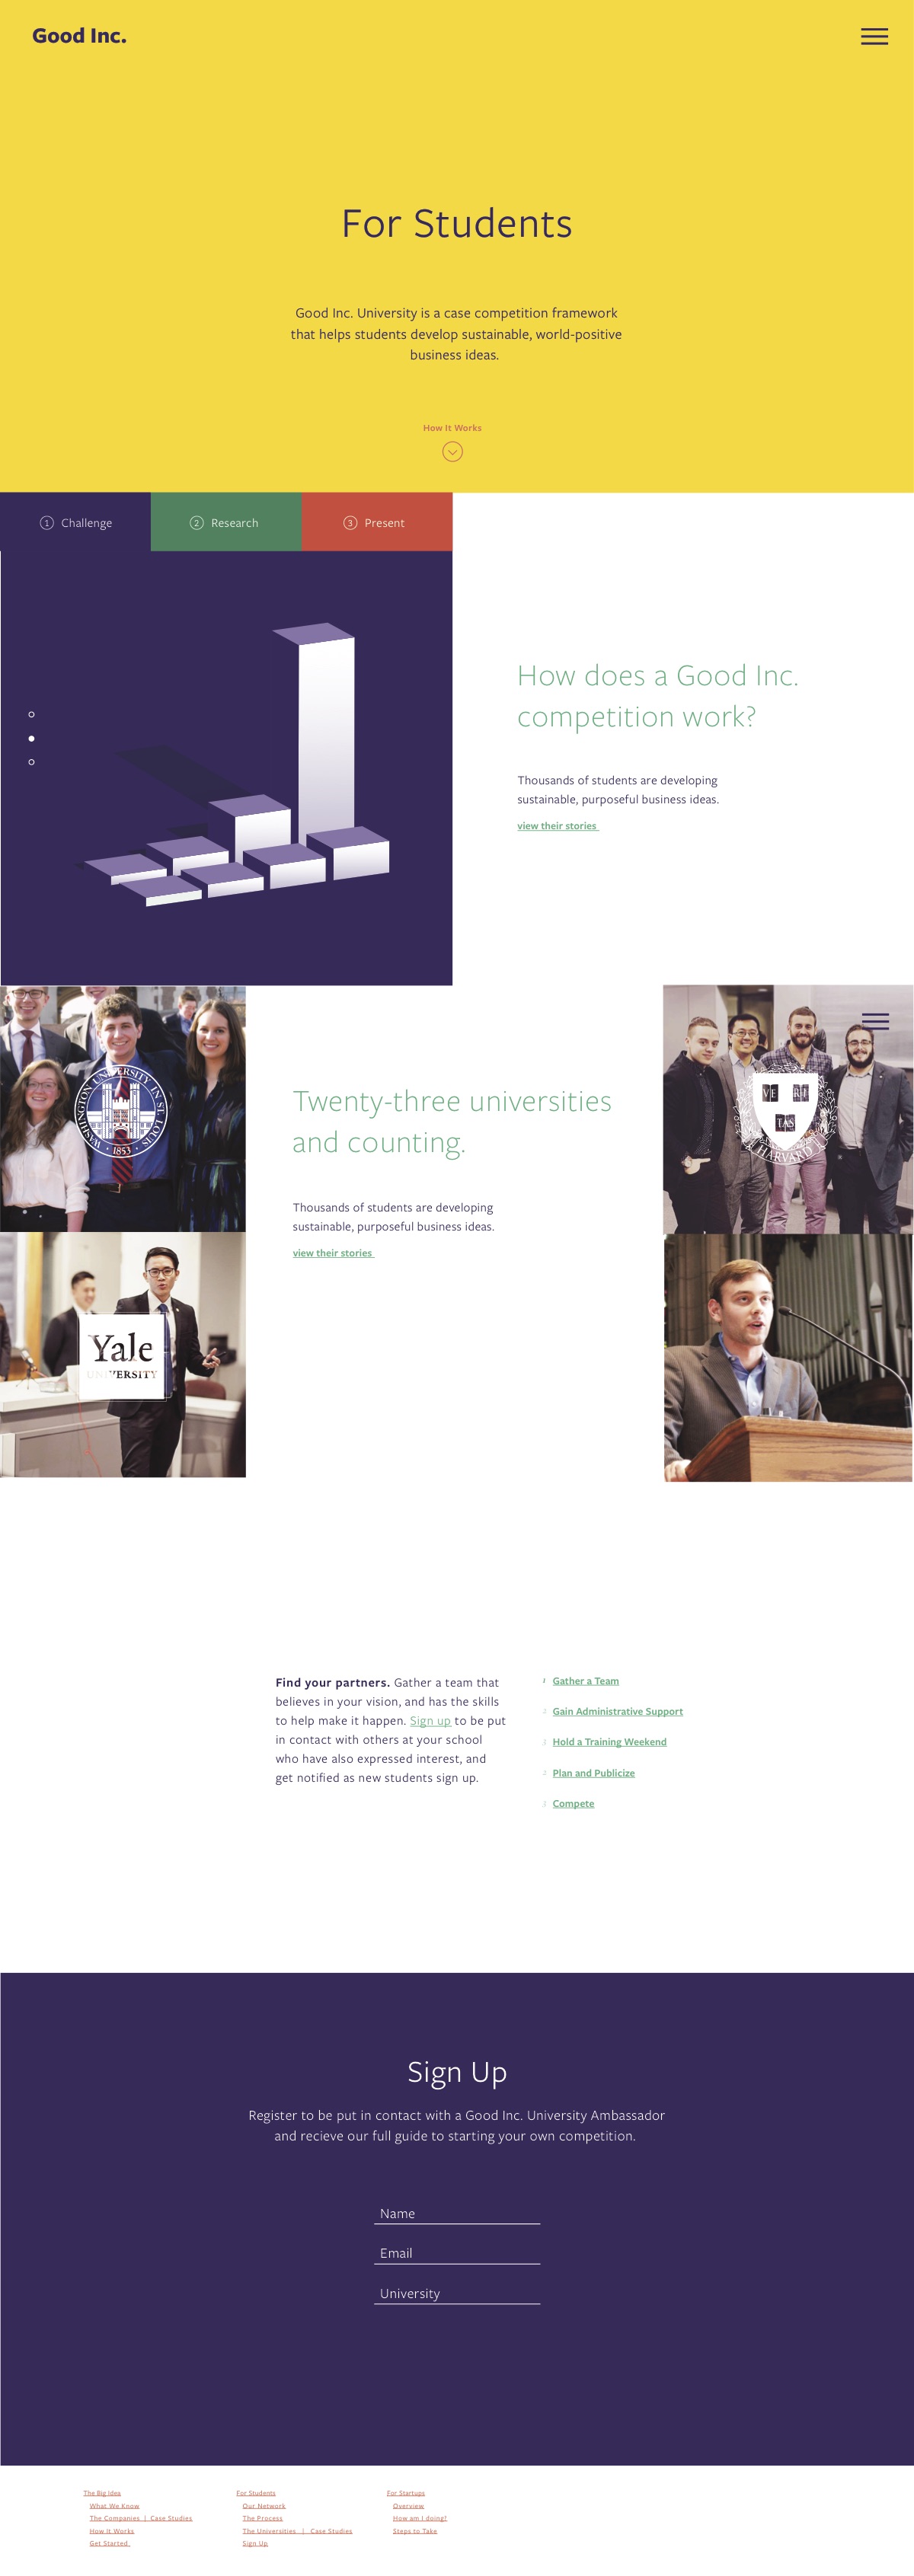 Good Inc.
For Students
Good Inc. University is a case competition framework
that helps students develop sustainable, world-positive
business ideas.
How It Works
1 Challenge
2 Research
3 Present
How does a Good Inc.
competition work?
Thousands of students are developing
sustainable, purposeful business ideas.
view their stories
WASHINGTON UNIVERSITY IN ST. LOUIS
1853
VE RI
TAS
HARVARD
Twenty-three universities
and counting.
Thousands of students are developing
sustainable, purposeful business ideas.
view their stories
Yale
UNIVERSITY
Find your partners. Gather a team that
believes in your vision, and has the skills
to help make it happen. Sign up to be put
in contact with others at your school
who have also expressed interest, and
get notified as new students sign up.
1 Gather a Team
Gain Administrative Support
Hold a Training Weekend
Plan and Publicize
Compete
Sign Up
Register to be put in contact with a Good Inc. University Ambassador
and recieve our full guide to starting your own competition.
Name
Email
University
The Big Idea
What We Know
The Companies | Case Studies
How It Works
Get Started
For Students
Our Network
The Process
The Universities | Case Studies
Sign Up
For Startups
Overview
How am I doing?
Steps to Take